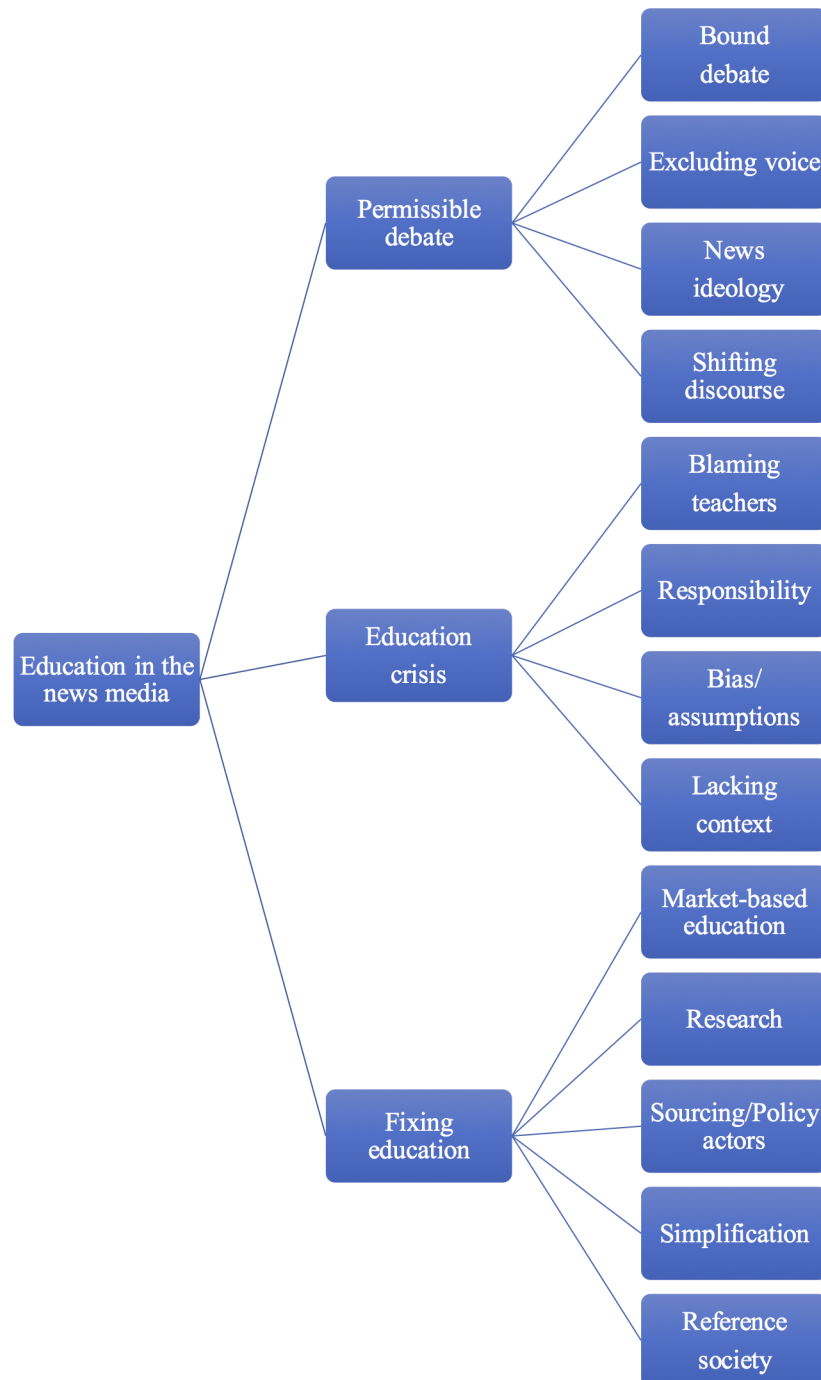 Education in the
news media
Permissible
debate
Bound
debate
Excluding voice
News
ideology
Shifting
discourse
Education
crisis
Blaming
teachers
Responsibility
Bias/
assumptions
Lacking
context
Fixing
education
Market-based
education
Research
Sourcing/Policy
actors
Simplification
Reference
society